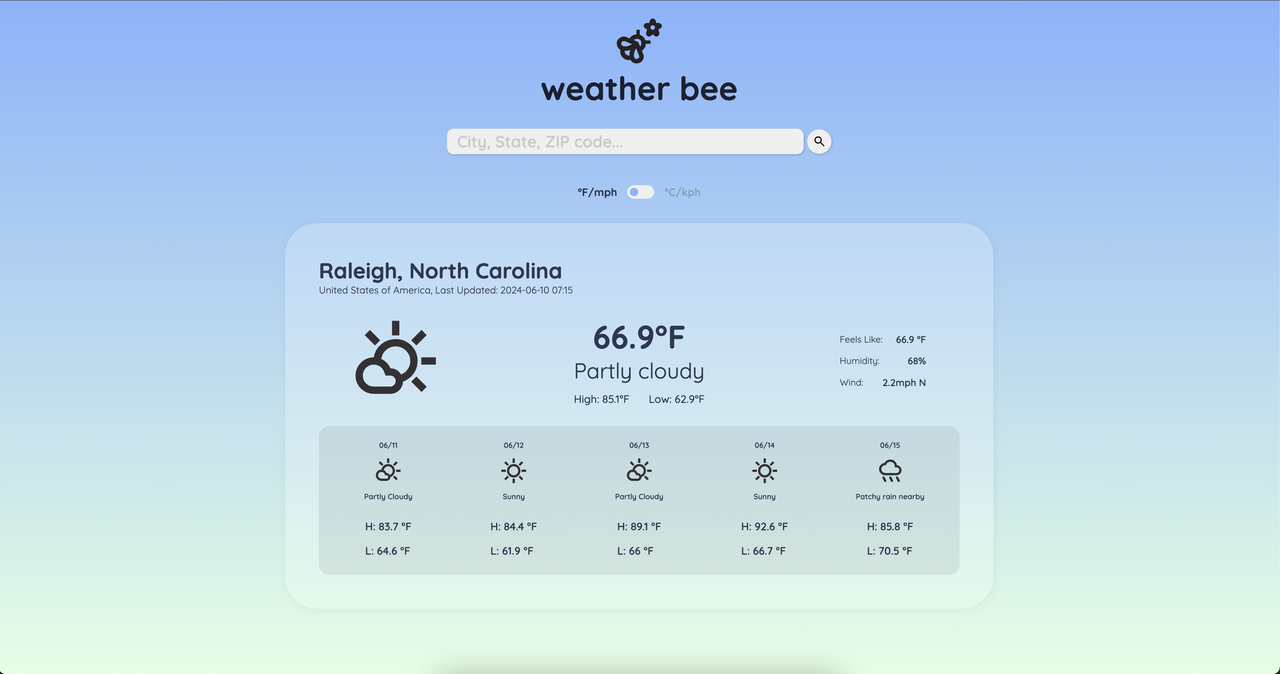 weather bee
City, State, ZIP code...
°F/mph °C/kph
Raleigh, North Carolina
United States of America, Last Updated: 2024-06-10 07:15
66.9°F
Partly cloudy
High: 85.1°F Low: 62.9°F
Feels Like: 66.9 °F
Humidity: 68%
Wind: 2.2mph N
06/11 06/12 06/13 06/14 06/15
Partly Cloudy Sunny Partly Cloudy Sunny Patchy rain nearby
H: 83.7 °F H: 84.4 °F H: 89.1 °F H: 92.6 °F H: 85.8 °F
L: 64.6 °F L: 61.9 °F L: 66 °F L: 66.7 °F L: 70.5 °F